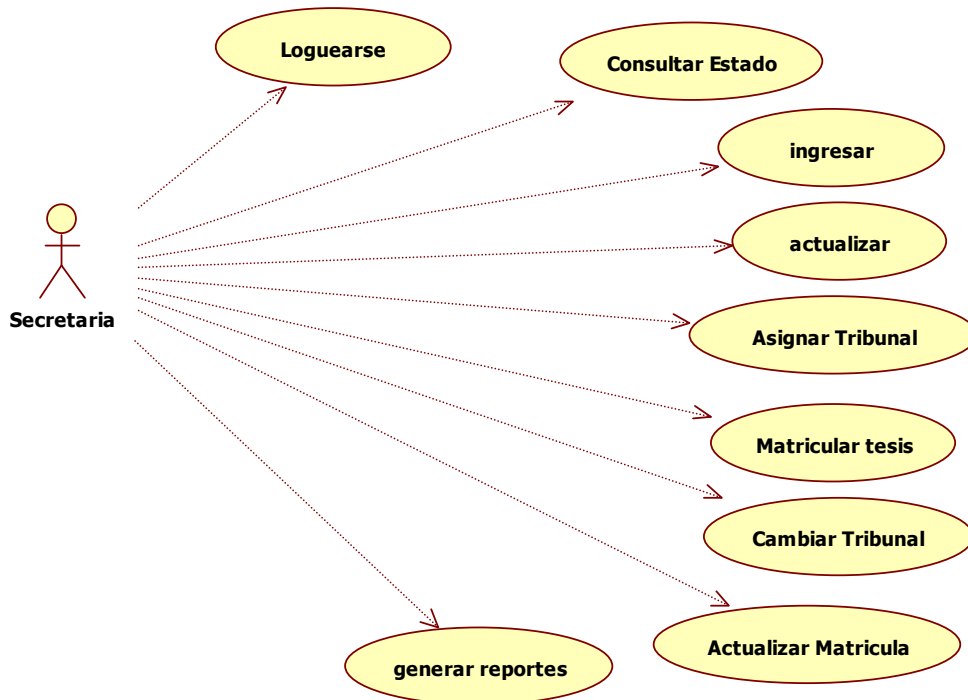 Loguearse
Consultar Estado
ingresar
actualizar
Secretaria
Asignar Tribunal
Matricular tesis
Cambiar Tribunal
Actualizar Matricula
generar reportes